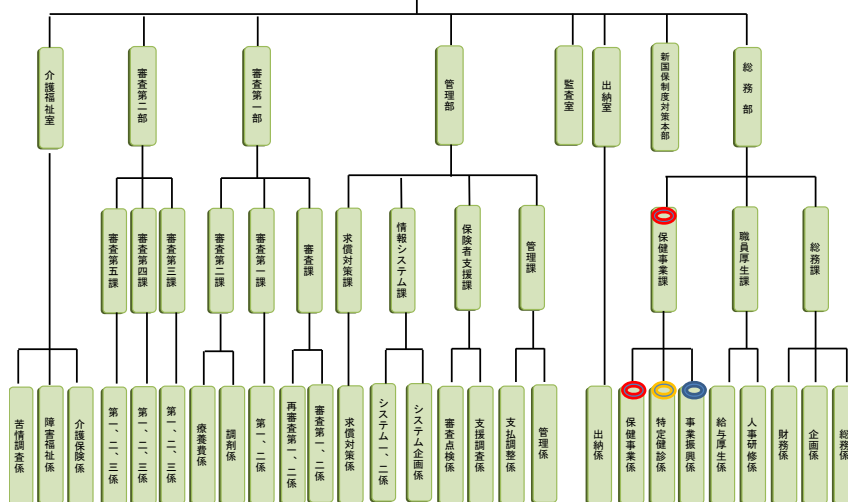 総務部
新国保制度対策本部
出納室
監査室
管理部
審査第一部
審査第二部
介護福祉室
総務課
職員厚生課
保健事業課
管理課
保険者支援課
情報システム課
求償対策課
審査課
審査第一課
審査第二課
審査第三課
審査第四課
審査第五課
総務係
企画係
財務係
人事研修係
給与厚生係
事業振興係
特定健診係
保健事業係
出納係
管理係
支払調整係
支援調査係
審査点検係
システム企画係
システム一、二係
求償対策係
審査第一、二係
再審査第一、二係
第一、二係
調剤係
療養費係
第一、二、三係
第一、二、三係
第一、二、三係
介護保険係
障害福祉係
苦情調査係